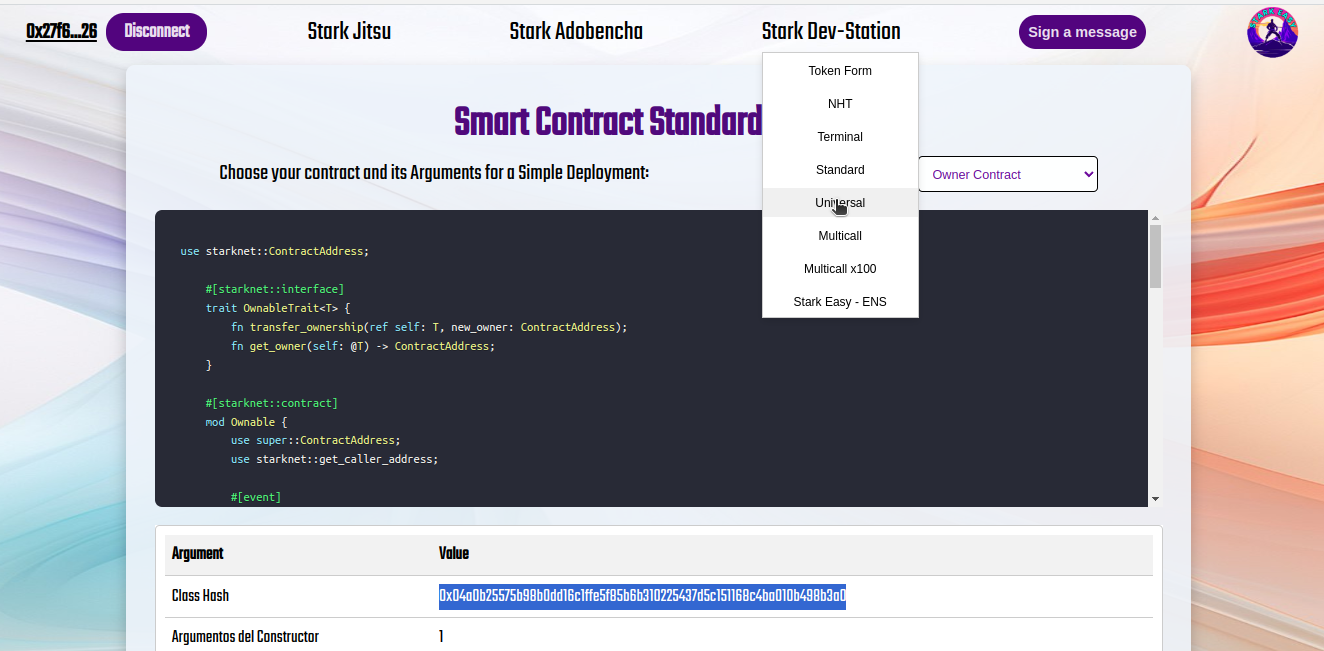 0x27f6...26 Disconnect Stark Jitsu Stark Adobencha Stark Dev-Station Sign a message STARK EASY
Token Form
NHT
Terminal
Standard
Universal
Multicall
Multicall x100
Stark Easy - ENS
Smart Contract Standard
Choose your contract and its Arguments for a Simple Deployment:
Owner Contract
use starknet::ContractAddress;
#[starknet::interface]
trait OwnableTrait<T> {
fn transfer_ownership(ref self: T, new_owner: ContractAddress);
fn get_owner(self: @T) -> ContractAddress;
}
#[starknet::contract]
mod Ownable {
use super::ContractAddress;
use starknet::get_caller_address;
#[event]
Argument Value
Class Hash 0x04a0b25575b98b0dd16c1ffe5f85b6b310225437d5c151168c4ba010b498b3a0
Argumentos del Constructor 1